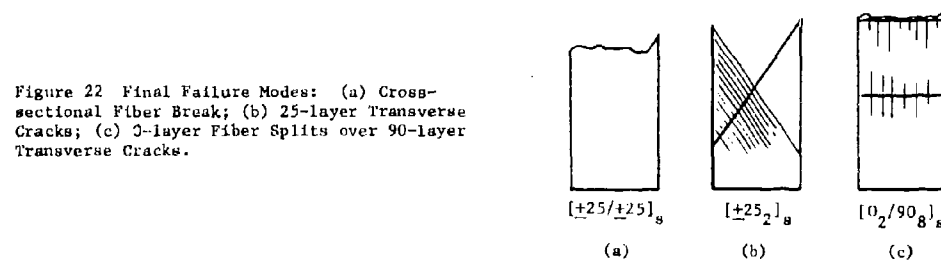 Figure 22 Final Failure Modes: (a) Cross-
sectional Fiber Break; (b) 25-layer Transverse
Cracks; (c) 0-layer Fiber Splits over 90-layer
Transverse Cracks.
[±25/±25]s
[±25₂]s
[0₂/90₈]s
(a)
(b)
(c)